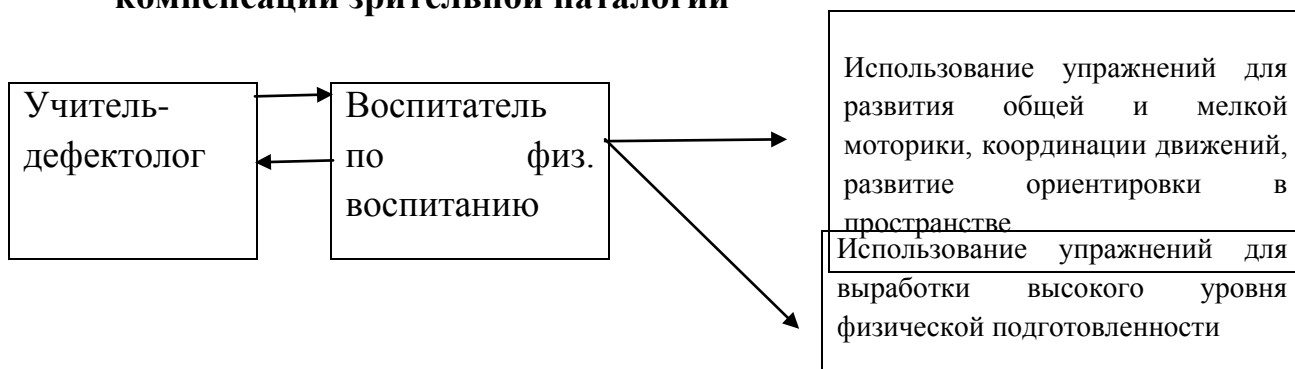 компенсации зрительной паталогии
Учитель-
дефектолог
Воспитатель
по физ.
воспитанию
Использование упражнений для
развития общей и мелкой
моторики, координации движений,
развитие ориентировки в
пространстве
Использование упражнений для
выработки высокого уровня
физической подготовленности